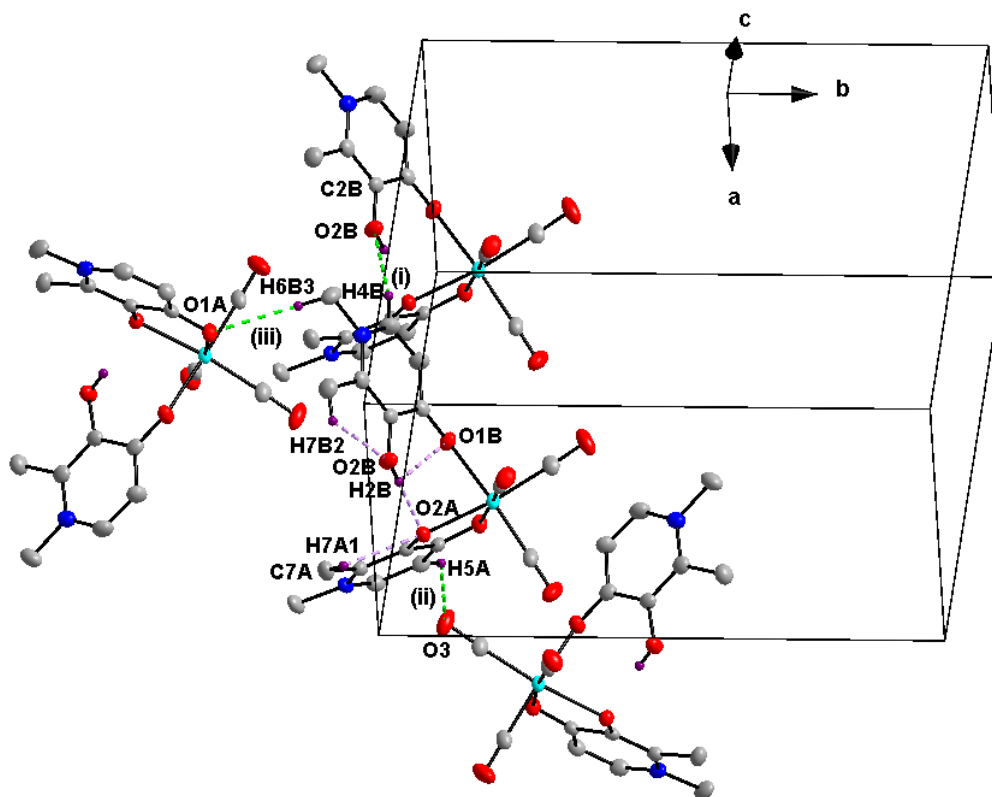 c
b
a
C2B
O2B
(i)
H6B3
H4B
O1A
(iii)
O1B
H7B2
O2B
H2B
O2A
H7A1
C7A
H5A
(ii)
O3